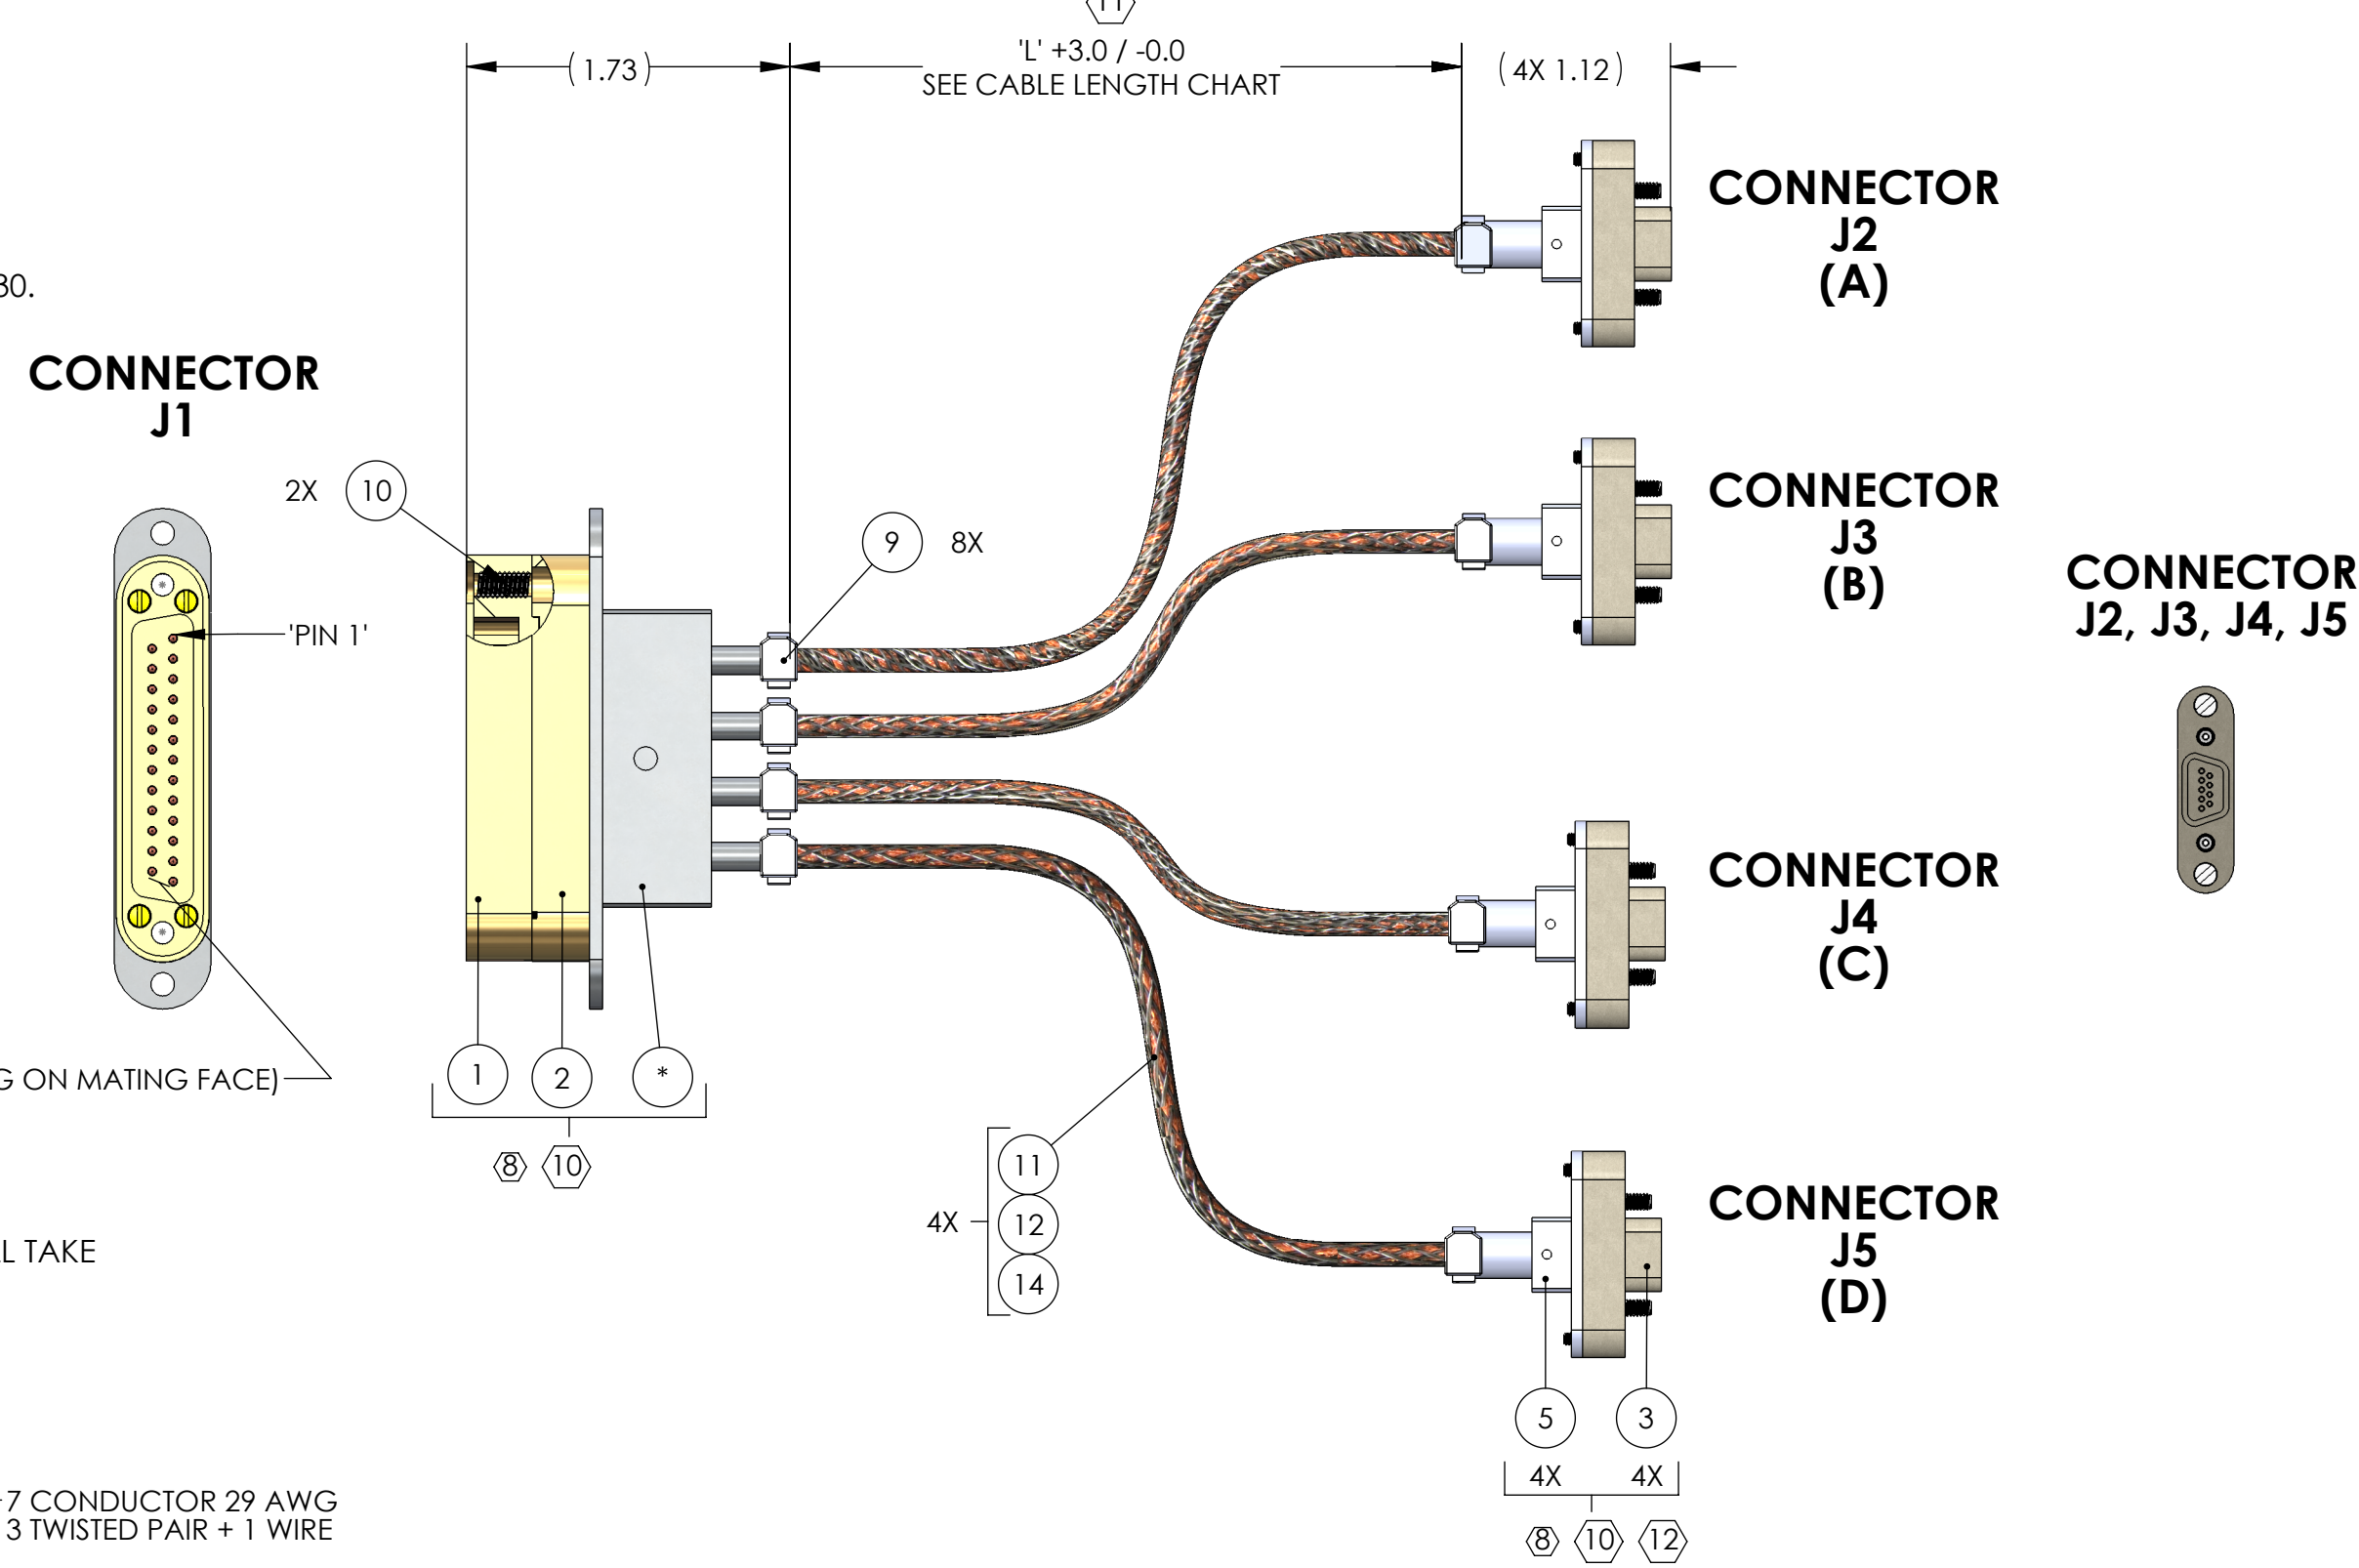 11
(1.73)
'L' +3.0 / -0.0
SEE CABLE LENGTH CHART
(4X 1.12)
CONNECTOR
J2
(A)
30.
CONNECTOR
J1
2X 10
'PIN 1'
9 8X
CONNECTOR
J3
(B)
CONNECTOR
J2, J3, J4, J5
CONNECTOR
J4
(C)
G ON MATING FACE)
1 2 *
8 10
4X
11
12
14
CONNECTOR
J5
(D)
L TAKE
5 3
4X 4X
8 10 12
7 CONDUCTOR 29 AWG
3 TWISTED PAIR + 1 WIRE